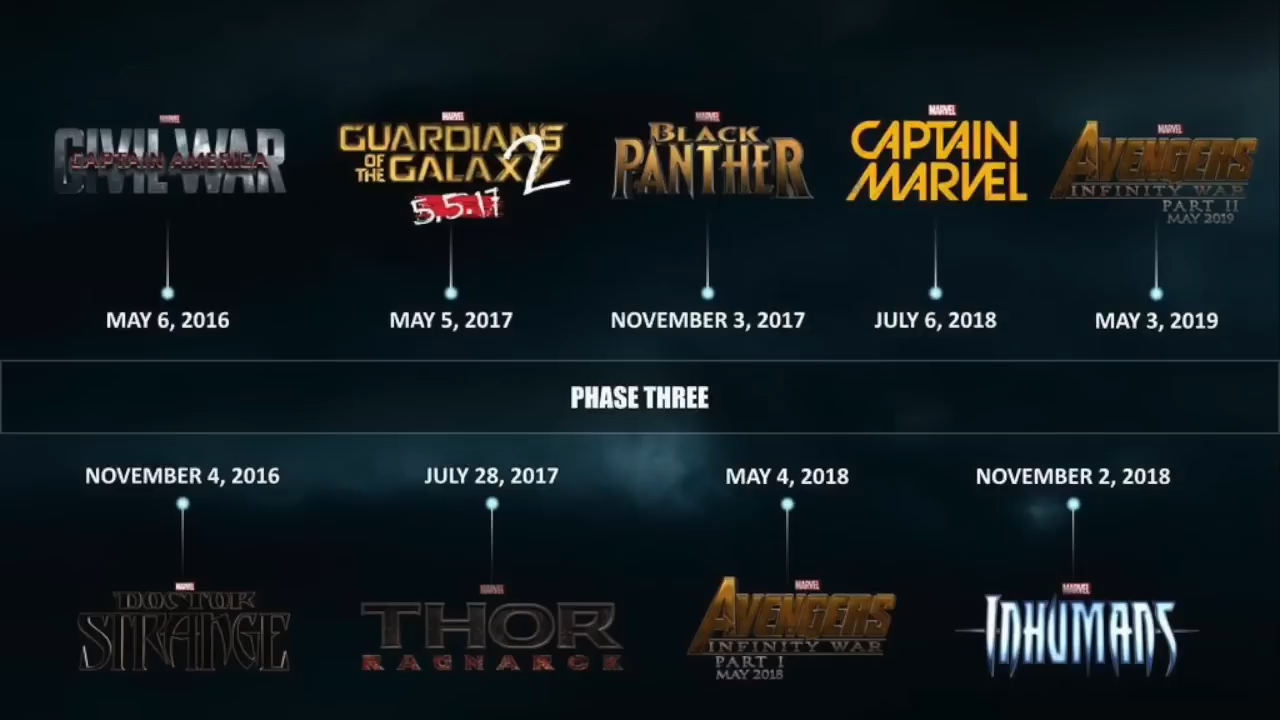 MARVEL
CIVIL WAR
CAPTAIN AMERICA
MAY 6, 2016
MARVEL
GUARDIANS
OF THE GALAXY 2
5.5.17
MAY 5, 2017
MARVEL
BLACK
PANTHER
NOVEMBER 3, 2017
MARVEL
CAPTAIN
MARVEL
JULY 6, 2018
MARVEL
AVENGERS
INFINITY WAR
PART II
MAY 2019
MAY 3, 2019
PHASE THREE
NOVEMBER 4, 2016
MARVEL
DOCTOR
STRANGE
JULY 28, 2017
MARVEL
THOR
RAGNAROK
MAY 4, 2018
MARVEL
AVENGERS
INFINITY WAR
PART I
MAY 2018
NOVEMBER 2, 2018
MARVEL
INHUMANS